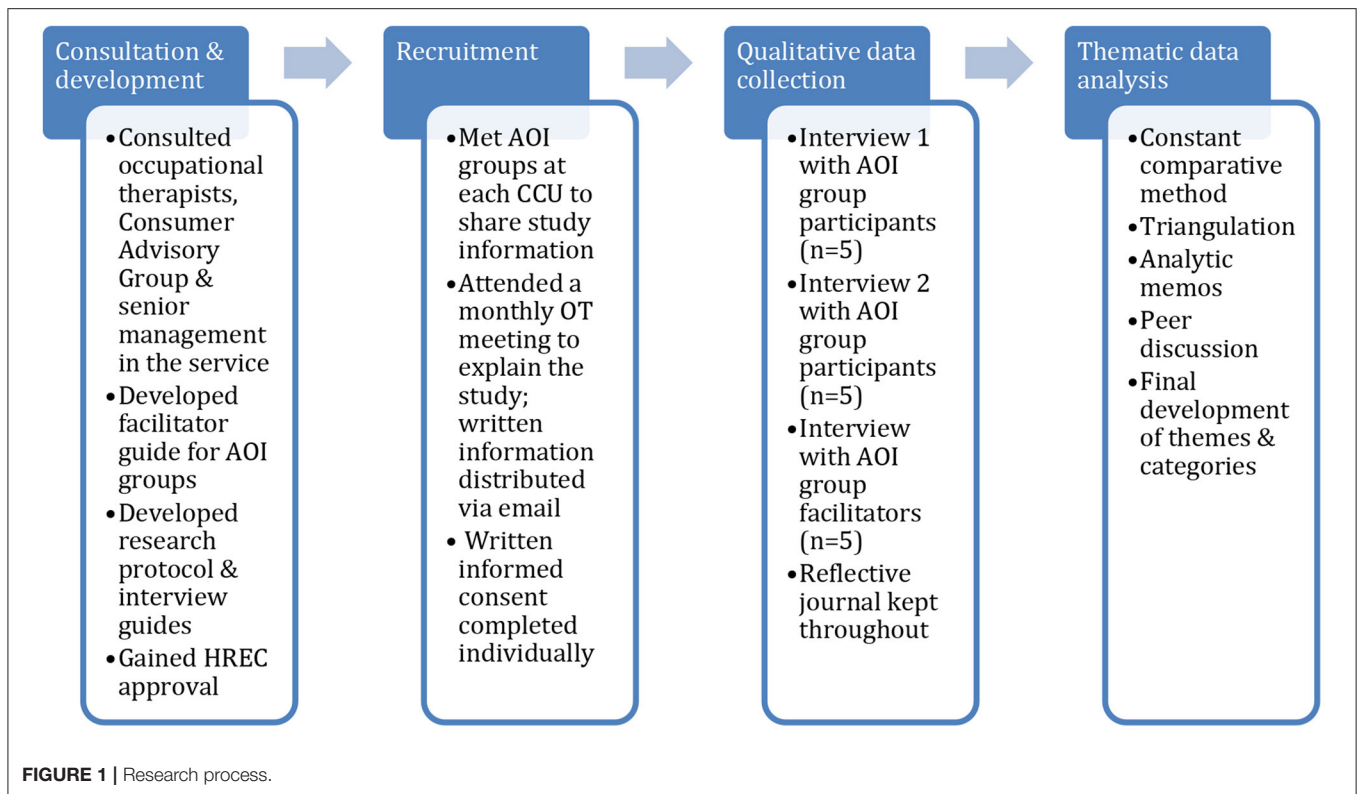 Consultation &
development
•Consulted
occupational
therapists,
Consumer
Advisory
Group &
senior
management
in the service
•Developed
facilitator
guide for AOI
groups
•Developed
research
protocol &
interview
guides
•Gained HREC
approval
Recruitment
•Met AOI
groups at
each CCU to
share study
information
•Attended a
monthly OT
meeting to
explain the
study;
written
information
distributed
via email
• Written
informed
consent
completed
individually
Qualitative data
collection
•Interview 1
with AOI
group
participants
(n=5)
•Interview 2
with AOI
group
participants
(n=5)
•Interview
with AOI
group
facilitators
(n=5)
•Reflective
journal kept
throughout
Thematic data
analysis
•Constant
comparative
method
•Triangulation
•Analytic
memos
•Peer
discussion
•Final
development
of themes &
categories
FIGURE 1 | Research process.